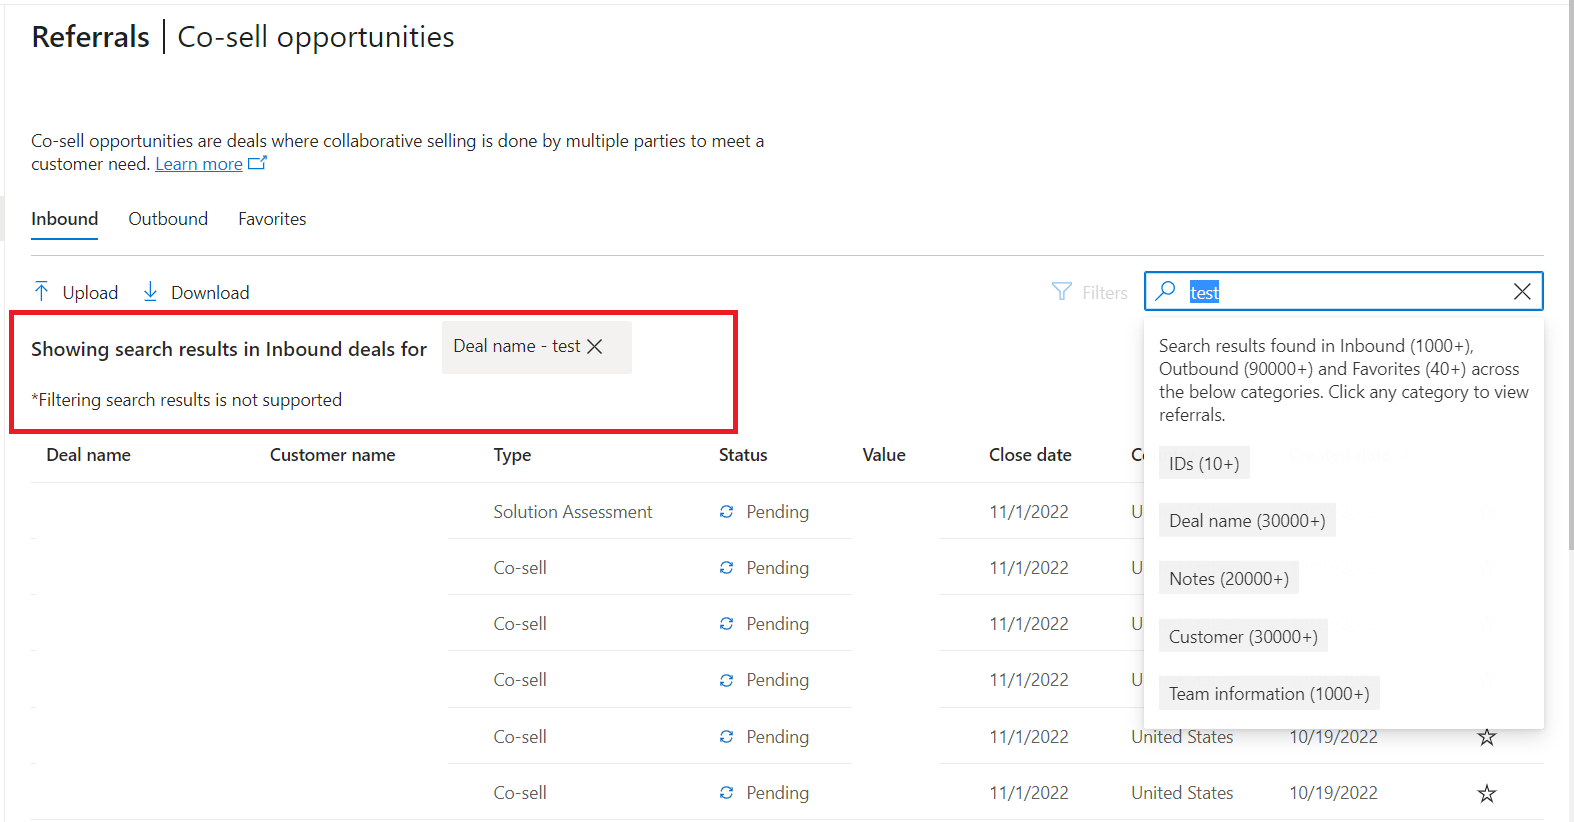 Referrals | Co-sell opportunities
Co-sell opportunities are deals where collaborative selling is done by multiple parties to meet a
customer need. Learn more
Inbound Outbound Favorites
Upload Download Filters test
Showing search results in Inbound deals for Deal name - test
*Filtering search results is not supported
Search results found in Inbound (1000+),
Outbound (90000+) and Favorites (40+) across
the below categories. Click any category to view
referrals.
IDs (10+)
Deal name (30000+)
Notes (20000+)
Customer (30000+)
Team information (1000+)
Deal name Customer name Type Status Value Close date
Solution Assessment Pending 11/1/2022 U
Co-sell Pending 11/1/2022 U
Co-sell Pending 11/1/2022 U
Co-sell Pending 11/1/2022 U
Co-sell Pending 11/1/2022 United States 10/19/2022
Co-sell Pending 11/1/2022 United States 10/19/2022